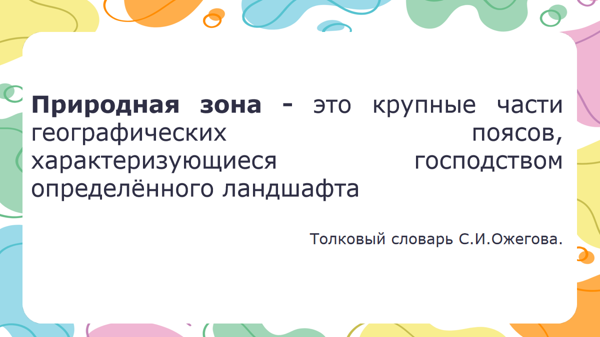 Природная зона - это крупные части
географических поясов,
характеризующиеся господством
определённого ландшафта
Толковый словарь С.И.Ожегова.